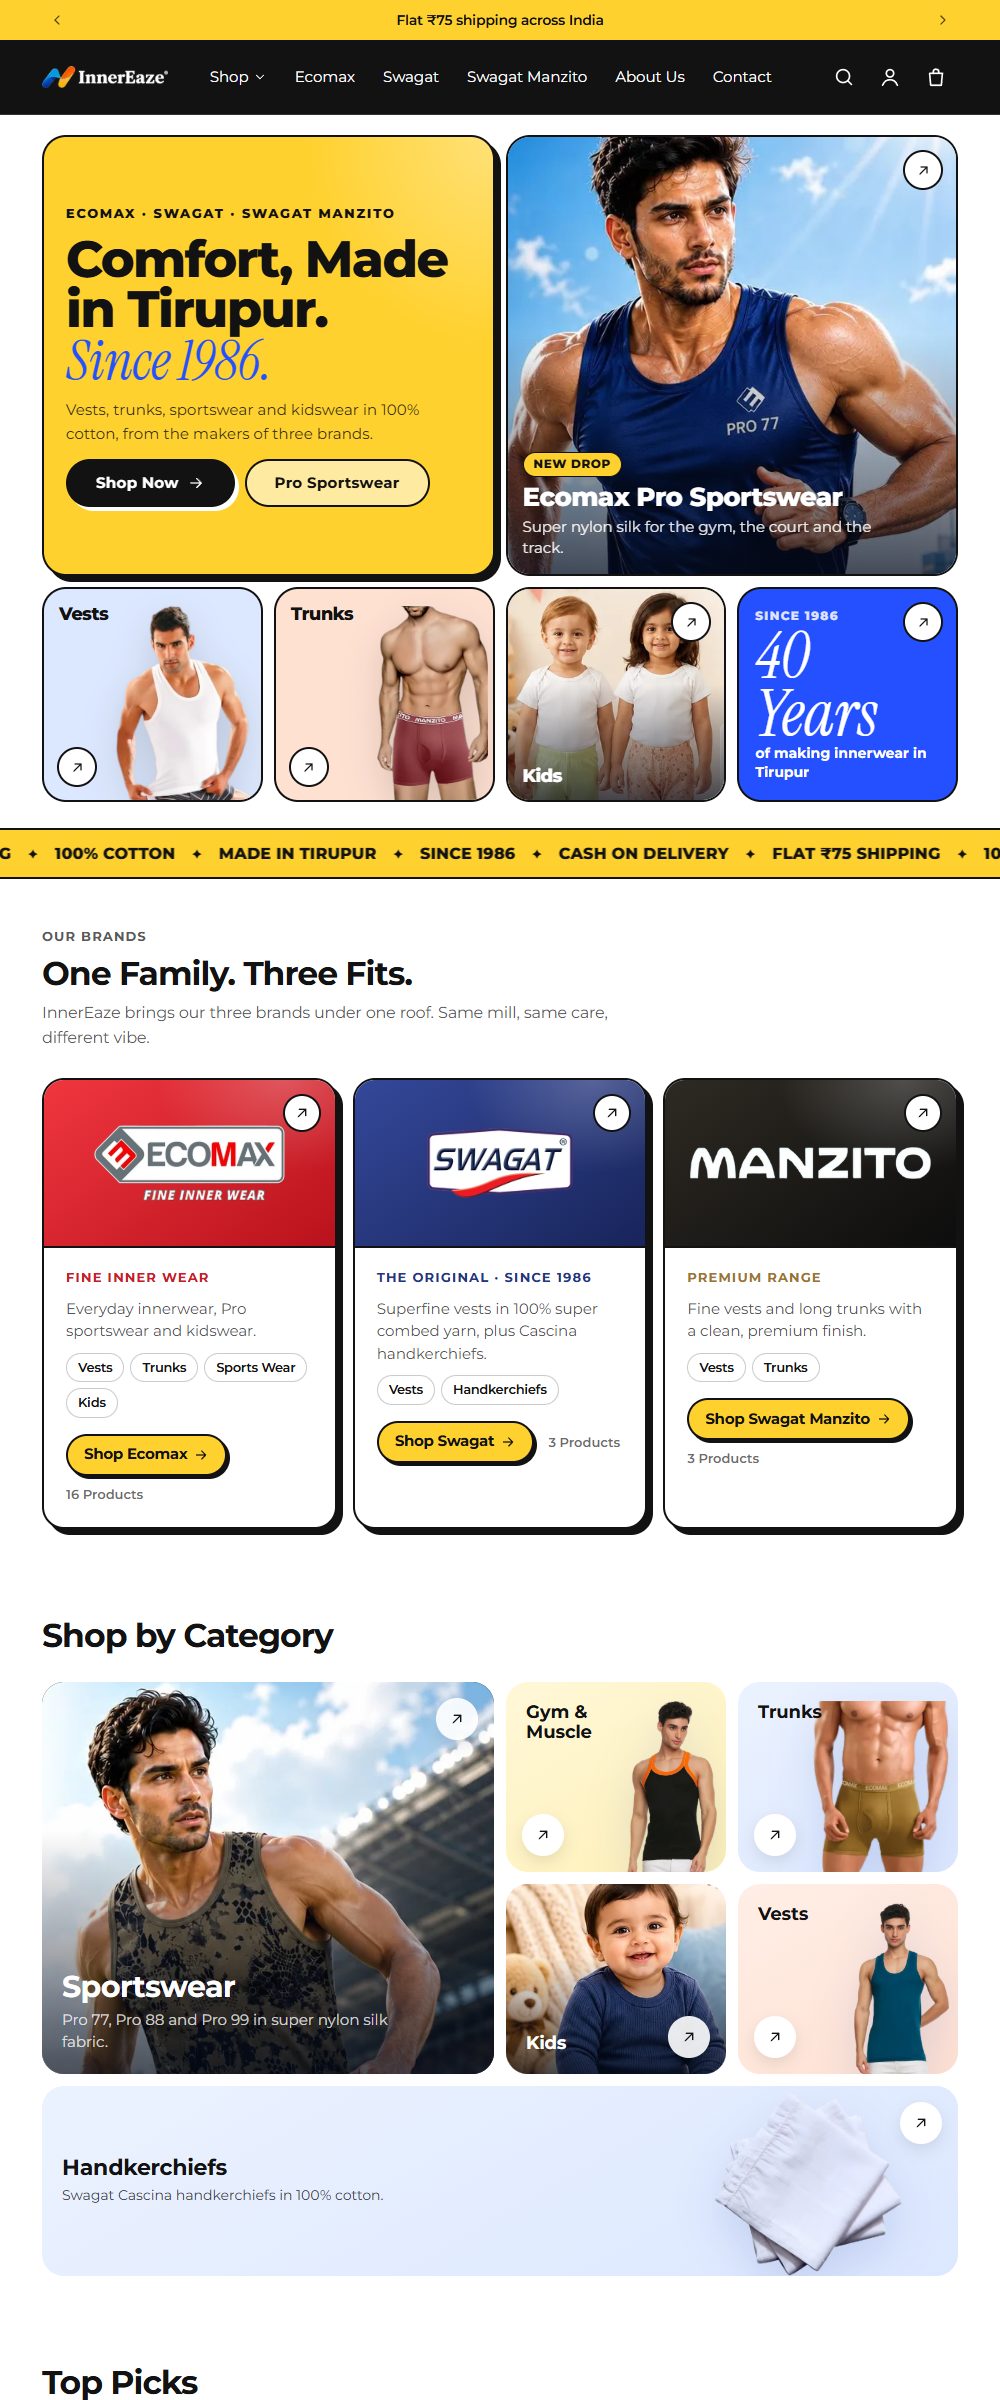 Flat ₹75 shipping across India
InnerEaze®
Shop
Ecomax
Swagat
Swagat Manzito
About Us
Contact
ECOMAX · SWAGAT · SWAGAT MANZITO
Comfort, Made
in Tirupur.
Since 1986.
Vests, trunks, sportswear and kidswear in 100%
cotton, from the makers of three brands.
Shop Now →
Pro Sportswear
PRO 77
NEW DROP
Ecomax Pro Sportswear
Super nylon silk for the gym, the court and the
track.
Vests
Trunks
MANZITO
Kids
SINCE 1986
40
Years
of making innerwear in
Tirupur
G ✦ 100% COTTON ✦ MADE IN TIRUPUR ✦ SINCE 1986 ✦ CASH ON DELIVERY ✦ FLAT ₹75 SHIPPING ✦ 10
OUR BRANDS
One Family. Three Fits.
InnerEaze brings our three brands under one roof. Same mill, same care,
different vibe.
ECOMAX
FINE INNER WEAR
FINE INNER WEAR
Everyday innerwear, Pro
sportswear and kidswear.
Vests
Trunks
Sports Wear
Kids
Shop Ecomax →
16 Products
SWAGAT®
THE ORIGINAL · SINCE 1986
Superfine vests in 100% super
combed yarn, plus Cascina
handkerchiefs.
Vests
Handkerchiefs
Shop Swagat →
3 Products
MANZITO
PREMIUM RANGE
Fine vests and long trunks with
a clean, premium finish.
Vests
Trunks
Shop Swagat Manzito →
3 Products
Shop by Category
Sportswear
Pro 77, Pro 88 and Pro 99 in super nylon silk
fabric.
Gym &
Muscle
Trunks
ECOMAX
Kids
Vests
Handkerchiefs
Swagat Cascina handkerchiefs in 100% cotton.
Top Picks